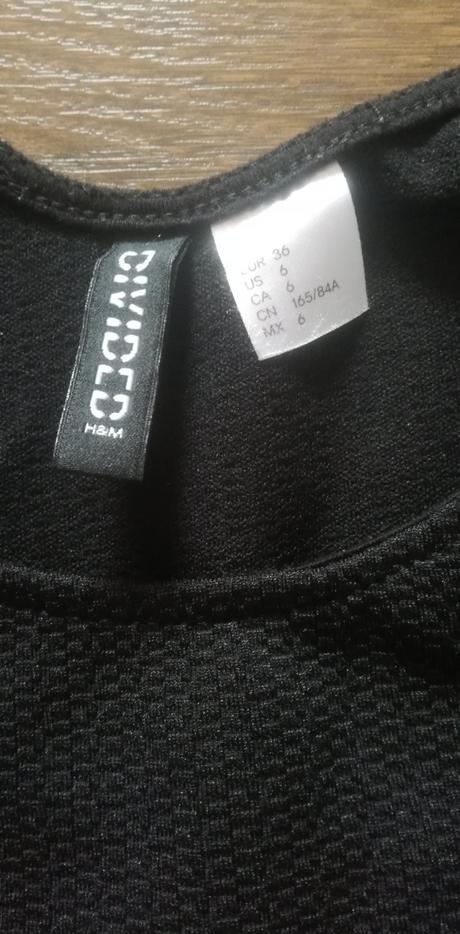 DIVIDED
H&M
EUR 36
US 6
CA 6
CN 165/84A
MX 6